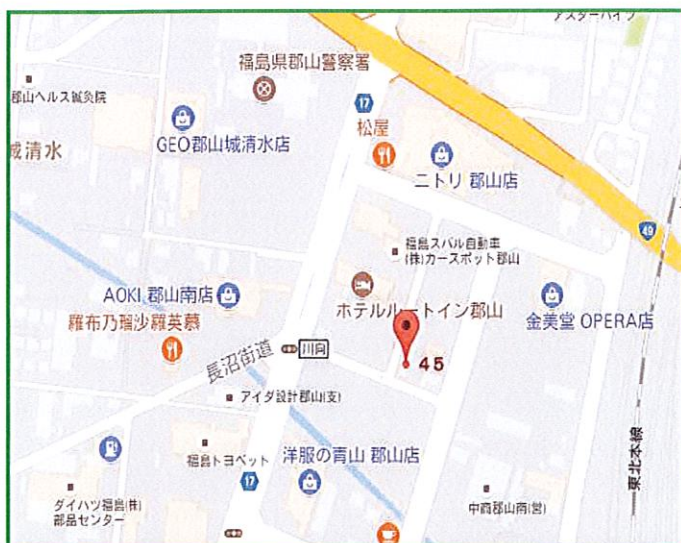 アスターパイプ
福島県郡山警察署
郡山ヘルス鍼灸院
17
GEO郡山城清水店
松屋
城清水
ニトリ 郡山店
49
福島スバル自動車
(株)カースポット郡山
AOKI 郡山南店
ホテルルートイン郡山
金美堂 OPERA店
羅布乃瑠沙羅英慕
長沼街道
川向
45
アイダ設計郡山(支)
福島トヨペット
洋服の青山 郡山店
東北本線
17
ダイハツ福島(株)
部品センター
中商郡山南(営)